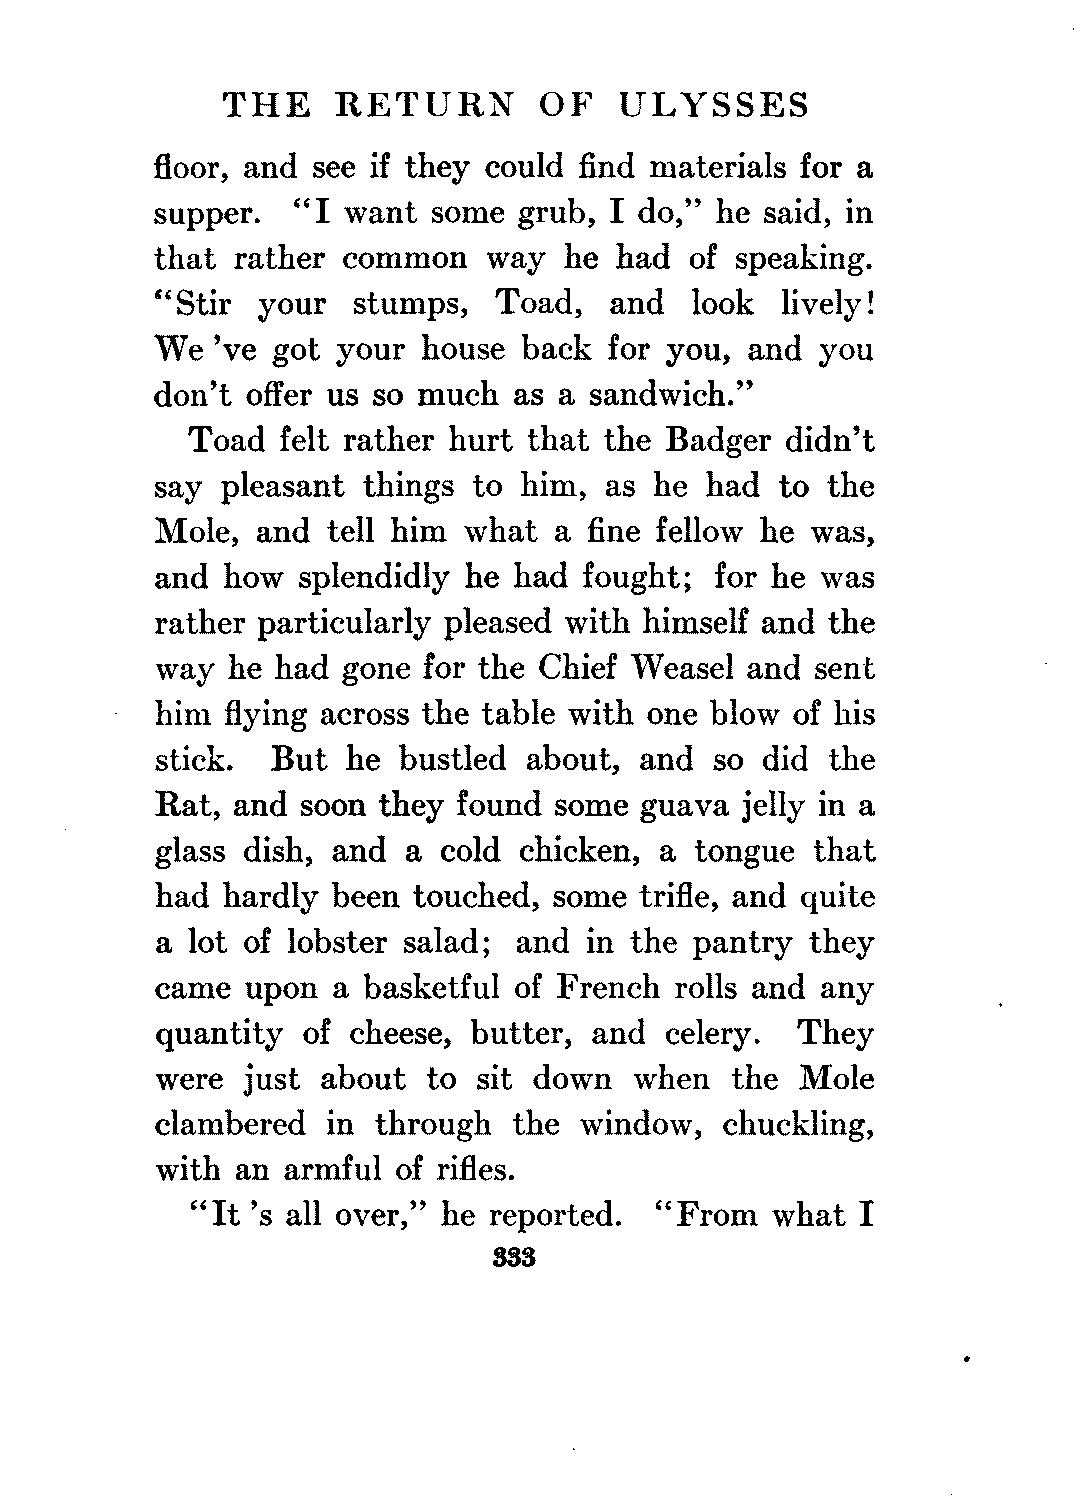 THE RETURN OF ULYSSES
floor, and see if they could find materials for a
supper. "I want some grub, I do," he said, in
that rather common way he had of speaking.
"Stir your stumps, Toad, and look lively!
We 've got your house back for you, and you
don't offer us so much as a sandwich."
Toad felt rather hurt that the Badger didn't
say pleasant things to him, as he had to the
Mole, and tell him what a fine fellow he was,
and how splendidly he had fought; for he was
rather particularly pleased with himself and the
way he had gone for the Chief Weasel and sent
him flying across the table with one blow of his
stick. But he bustled about, and so did the
Rat, and soon they found some guava jelly in a
glass dish, and a cold chicken, a tongue that
had hardly been touched, some trifle, and quite
a lot of lobster salad; and in the pantry they
came upon a basketful of French rolls and any
quantity of cheese, butter, and celery. They
were just about to sit down when the Mole
clambered in through the window, chuckling,
with an armful of rifles.
"It 's all over," he reported. "From what I
333